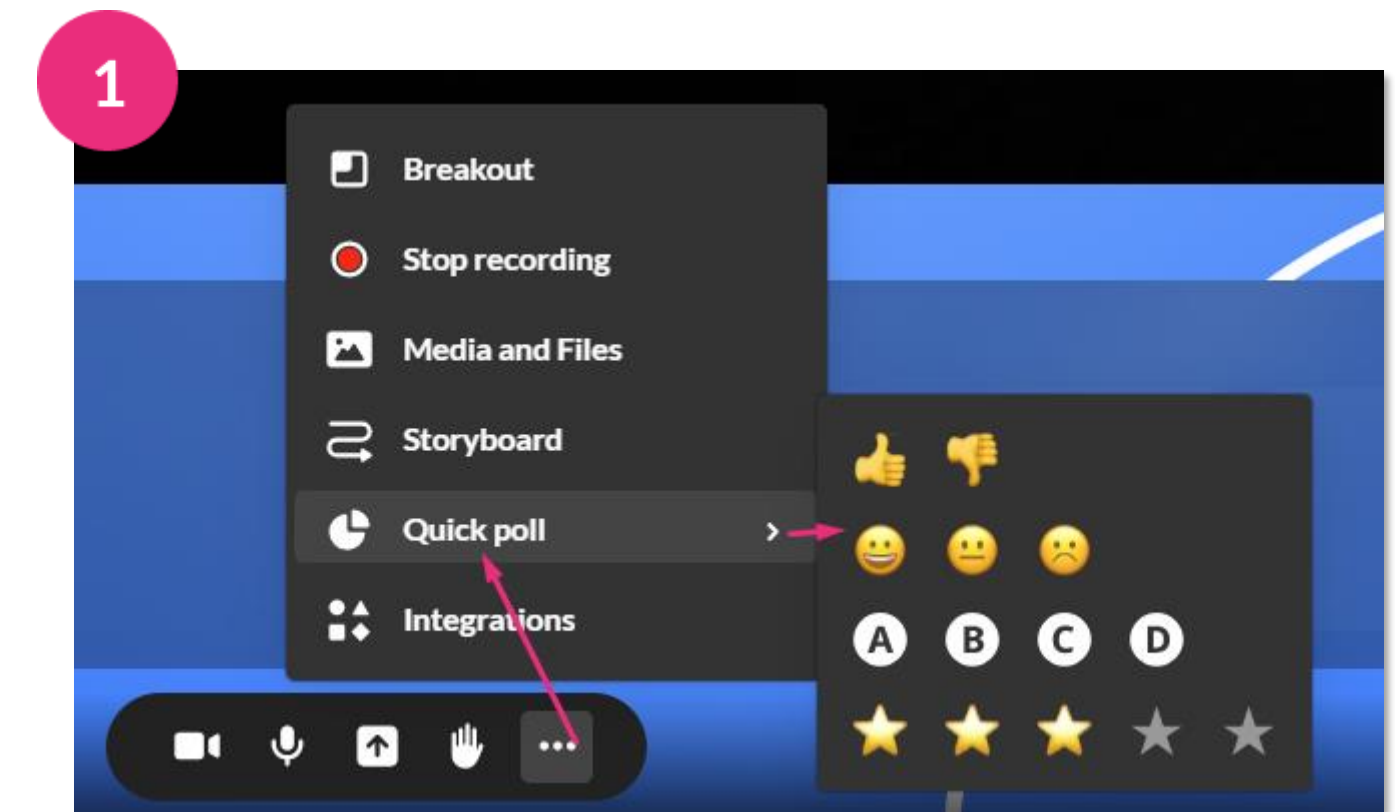 1
Breakout
Stop recording
Media and Files
Storyboard
Quick poll
Integrations
A B C D